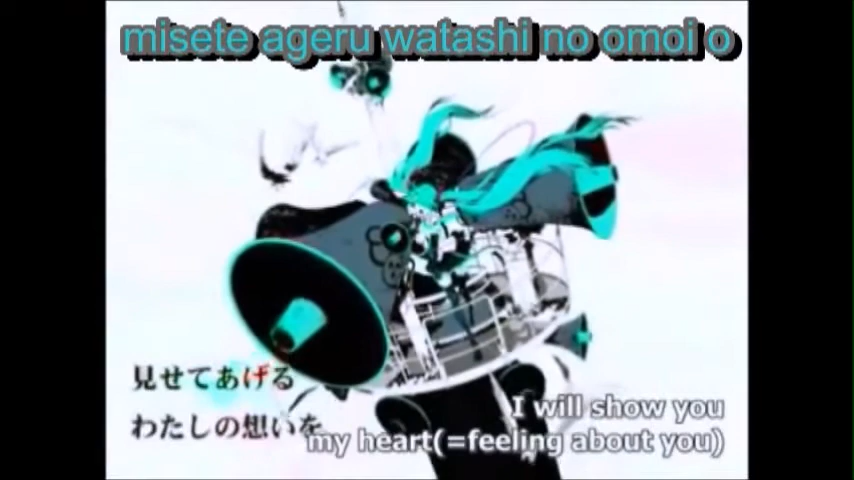 misete ageru watashi no omoi o
見せてあげる
わたしの想いを
I will show you
my heart(=feeling about you)